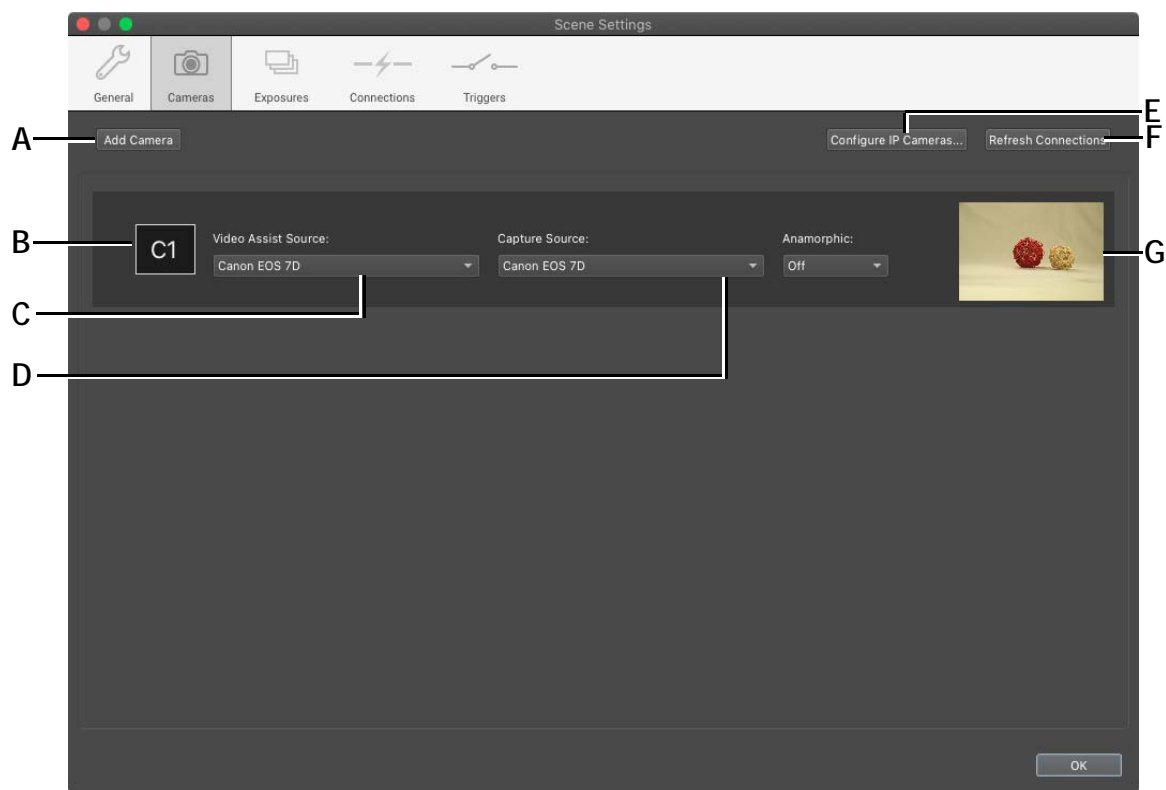 Scene Settings
General Cameras Exposures Connections Triggers
E
A Add Camera Configure IP Cameras... Refresh Connections F
B C1 Video Assist Source: Capture Source: Anamorphic: G
Canon EOS 7D Canon EOS 7D Off
C
D
OK